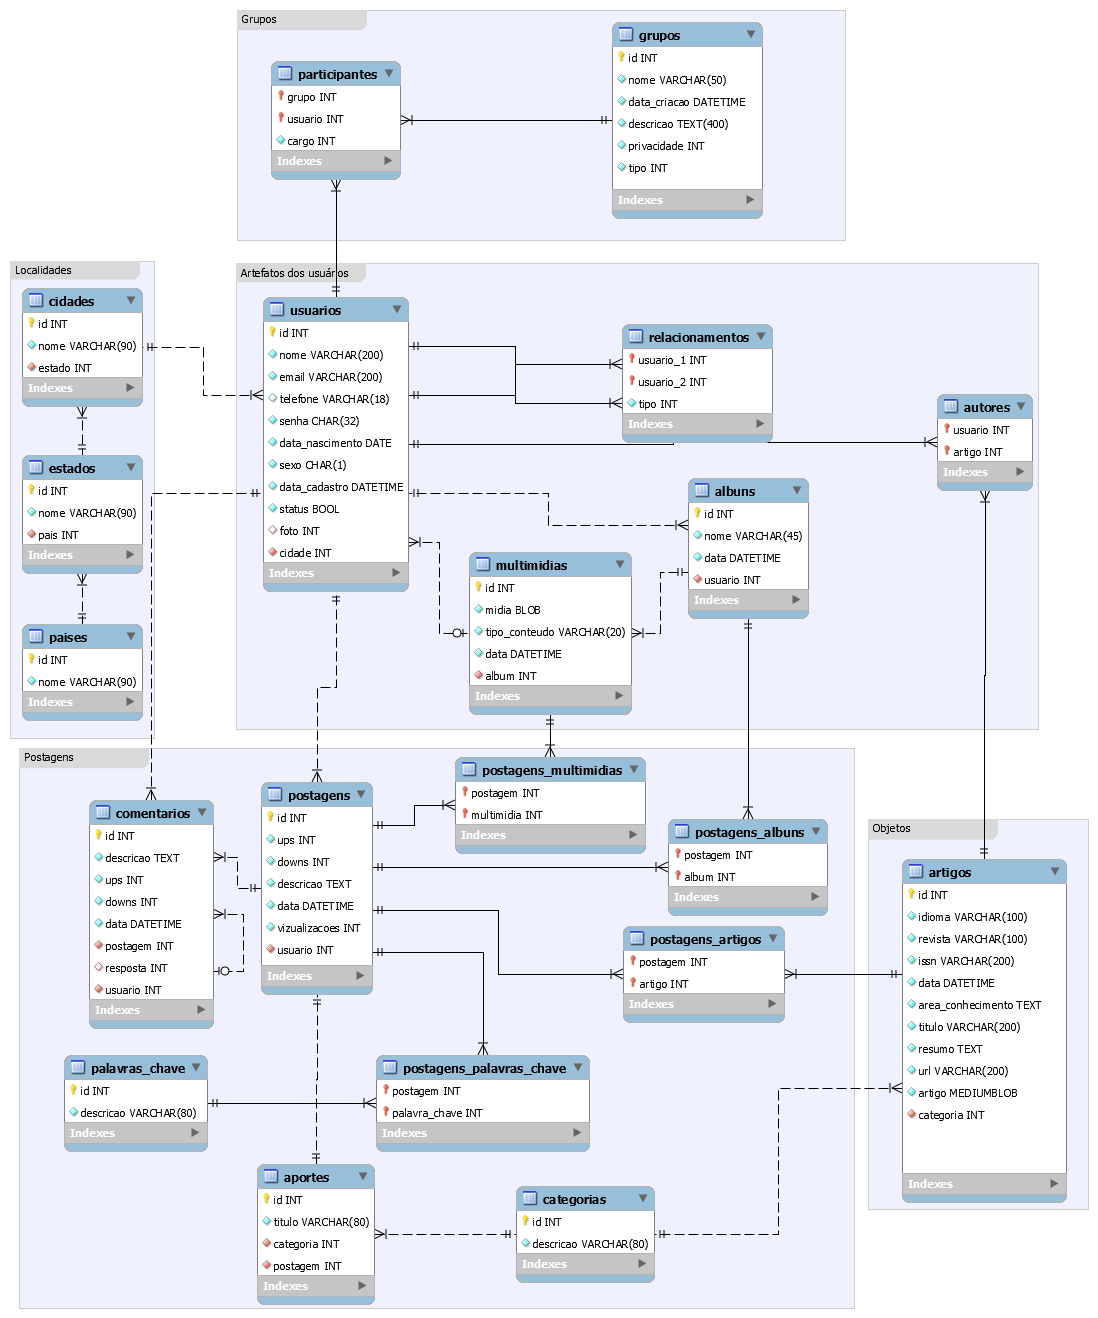 Grupos
participantes
grupo INT
usuario INT
cargo INT
Indexes
grupos
id INT
nome VARCHAR(50)
data_criacao DATETIME
descricao TEXT(400)
privacidade INT
tipo INT
Indexes
Localidades
cidades
id INT
nome VARCHAR(90)
estado INT
Indexes
estados
id INT
nome VARCHAR(90)
pais INT
Indexes
paises
id INT
nome VARCHAR(90)
Indexes
Artefatos dos usuários
usuarios
id INT
nome VARCHAR(200)
email VARCHAR(200)
telefone VARCHAR(18)
senha CHAR(32)
data_nascimento DATE
sexo CHAR(1)
data_cadastro DATETIME
status BOOL
foto INT
cidade INT
Indexes
relacionamentos
usuario_1 INT
usuario_2 INT
tipo INT
Indexes
autores
usuario INT
artigo INT
Indexes
albuns
id INT
nome VARCHAR(45)
data DATETIME
usuario INT
Indexes
multimidias
id INT
midia BLOB
tipo_conteudo VARCHAR(20)
data DATETIME
album INT
Indexes
Postagens
comentarios
id INT
descricao TEXT
ups INT
downs INT
data DATETIME
postagem INT
resposta INT
usuario INT
Indexes
postagens
id INT
ups INT
downs INT
descricao TEXT
data DATETIME
vizualizacoes INT
usuario INT
Indexes
postagens_multimidias
postagem INT
multimidia INT
Indexes
postagens_albuns
postagem INT
album INT
Indexes
postagens_artigos
postagem INT
artigo INT
Indexes
palavras_chave
id INT
descricao VARCHAR(80)
Indexes
postagens_palavras_chave
postagem INT
palavra_chave INT
Indexes
aportes
id INT
titulo VARCHAR(80)
categoria INT
postagem INT
Indexes
categorias
id INT
descricao VARCHAR(80)
Indexes
Objetos
artigos
id INT
idioma VARCHAR(100)
revista VARCHAR(100)
issn VARCHAR(200)
data DATETIME
area_conhecimento TEXT
titulo VARCHAR(200)
resumo TEXT
url VARCHAR(200)
artigo MEDIUMBLOB
categoria INT
Indexes